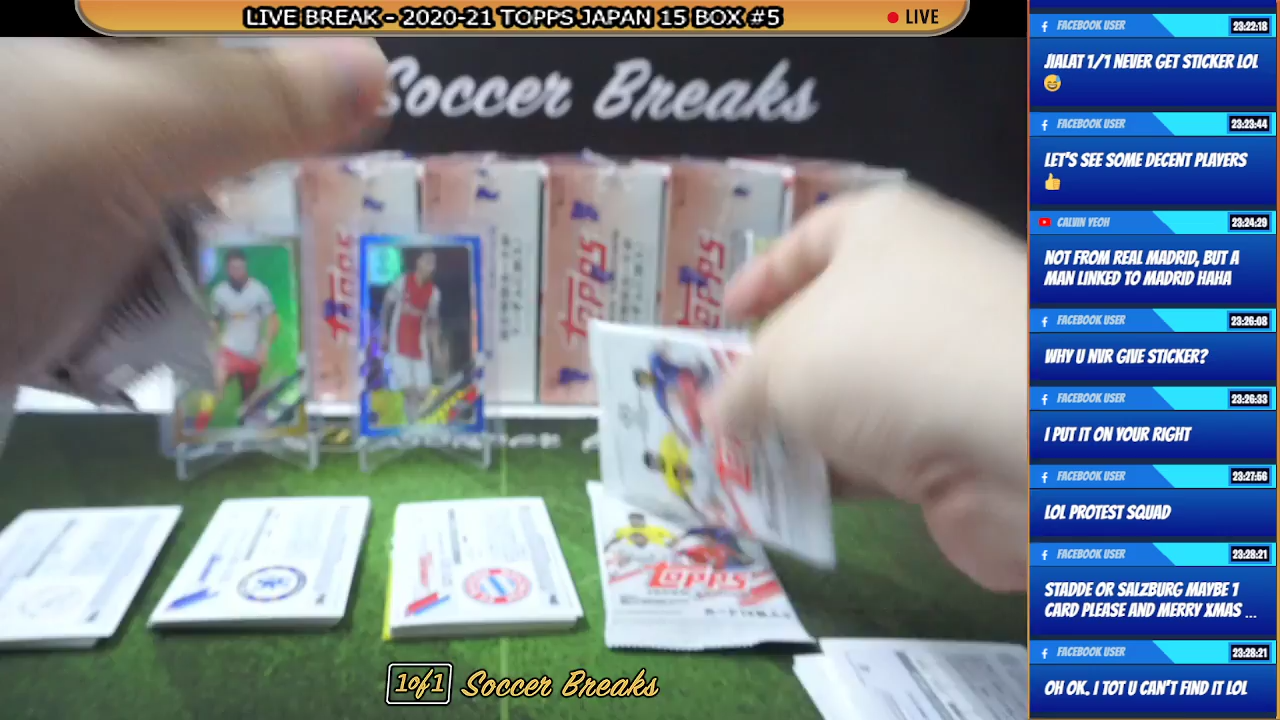 LIVE BREAK - 2020-21 TOPPS JAPAN 15 BOX #5
LIVE
Soccer Breaks
topps
topps
topps
topps
1of1 Soccer Breaks
FACEBOOK USER
23:22:18
JIALAT 1/1 NEVER GET STICKER LOL
😅
FACEBOOK USER
23:23:44
LET'S SEE SOME DECENT PLAYERS
👍
CALVIN YEOH
23:24:29
NOT FROM REAL MADRID, BUT A
MAN LINKED TO MADRID HAHA
FACEBOOK USER
23:26:08
WHY U NVR GIVE STICKER?
FACEBOOK USER
23:26:33
I PUT IT ON YOUR RIGHT
FACEBOOK USER
23:27:56
LOL PROTEST SQUAD
FACEBOOK USER
23:28:21
STADDE OR SALZBURG MAYBE 1
CARD PLEASE AND MERRY XMAS ...
FACEBOOK USER
23:28:21
OH OK. I TOT U CAN'T FIND IT LOL